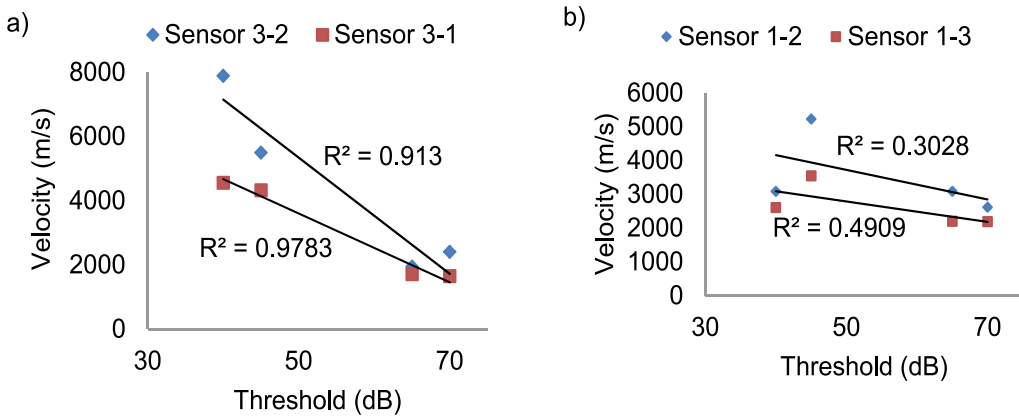 a)
Sensor 3-2 Sensor 3-1
8000
6000
4000
2000
0
Velocity (m/s)
R² = 0.913
R² = 0.9783
30 50 70
Threshold (dB)
b)
Sensor 1-2 Sensor 1-3
6000
5000
4000
3000
2000
1000
0
Velocity (m/s)
R² = 0.3028
R² = 0.4909
30 50 70
Threshold (dB)